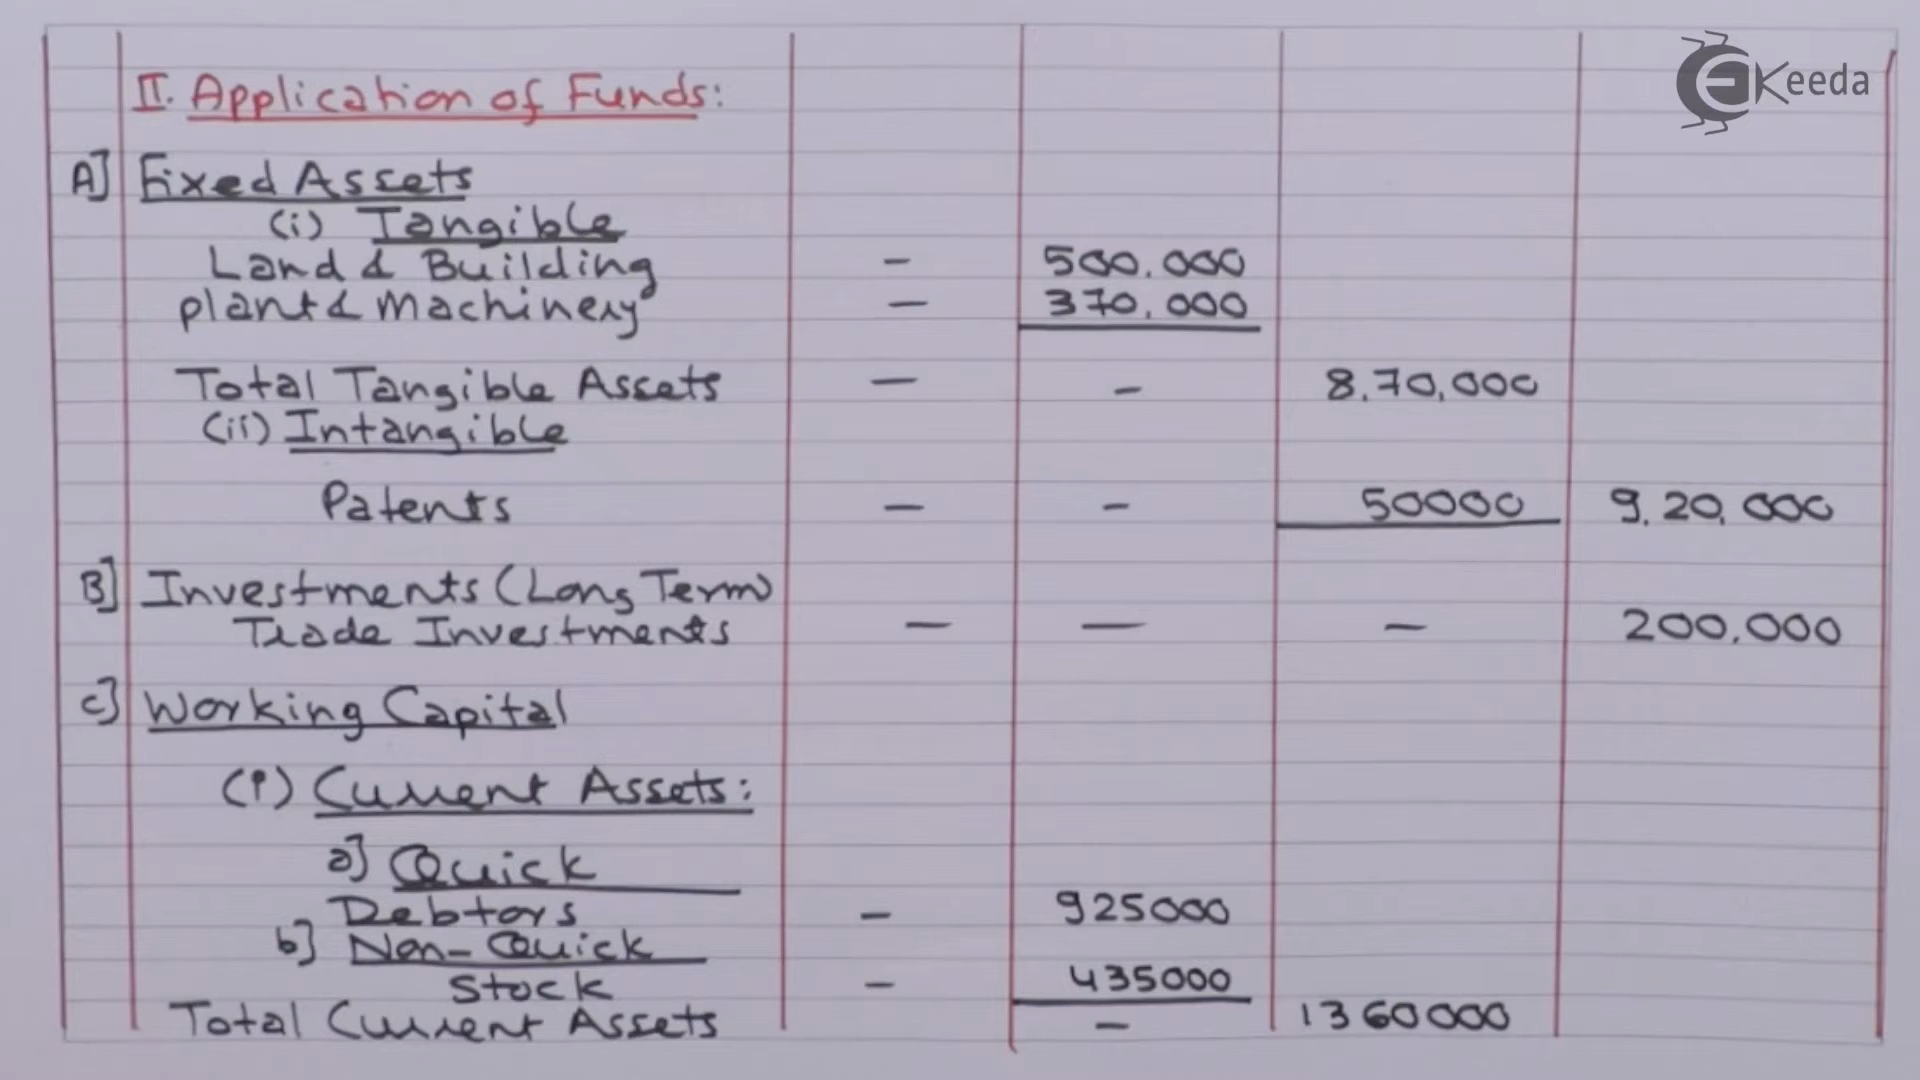 EKeeda
II. Application of Funds:
A] Fixed Assets
(i) Tangible
Land & Building - 500,000
Plant & Machinery - 370,000
Total Tangible Assets - - 8,70,000
(ii) Intangible
Patents - - 50000 9,20,000
B] Investments (Long Term)
Trade Investments - - - 200,000
C] Working Capital
(i) Current Assets:
a] Quick
Debtors - 925000
b] Non-Quick
Stock - 435000
Total Current Assets - 1360000